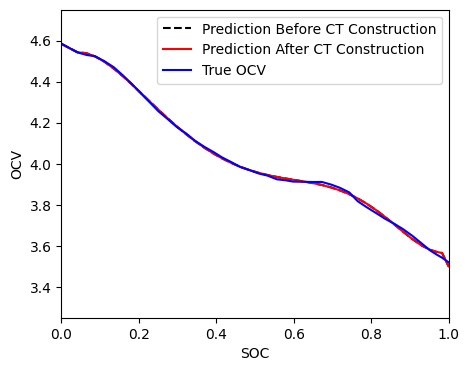 Prediction Before CT Construction
Prediction After CT Construction
True OCV
4.6
4.4
4.2
4.0
3.8
3.6
3.4
OCV
0.0 0.2 0.4 0.6 0.8 1.0
SOC